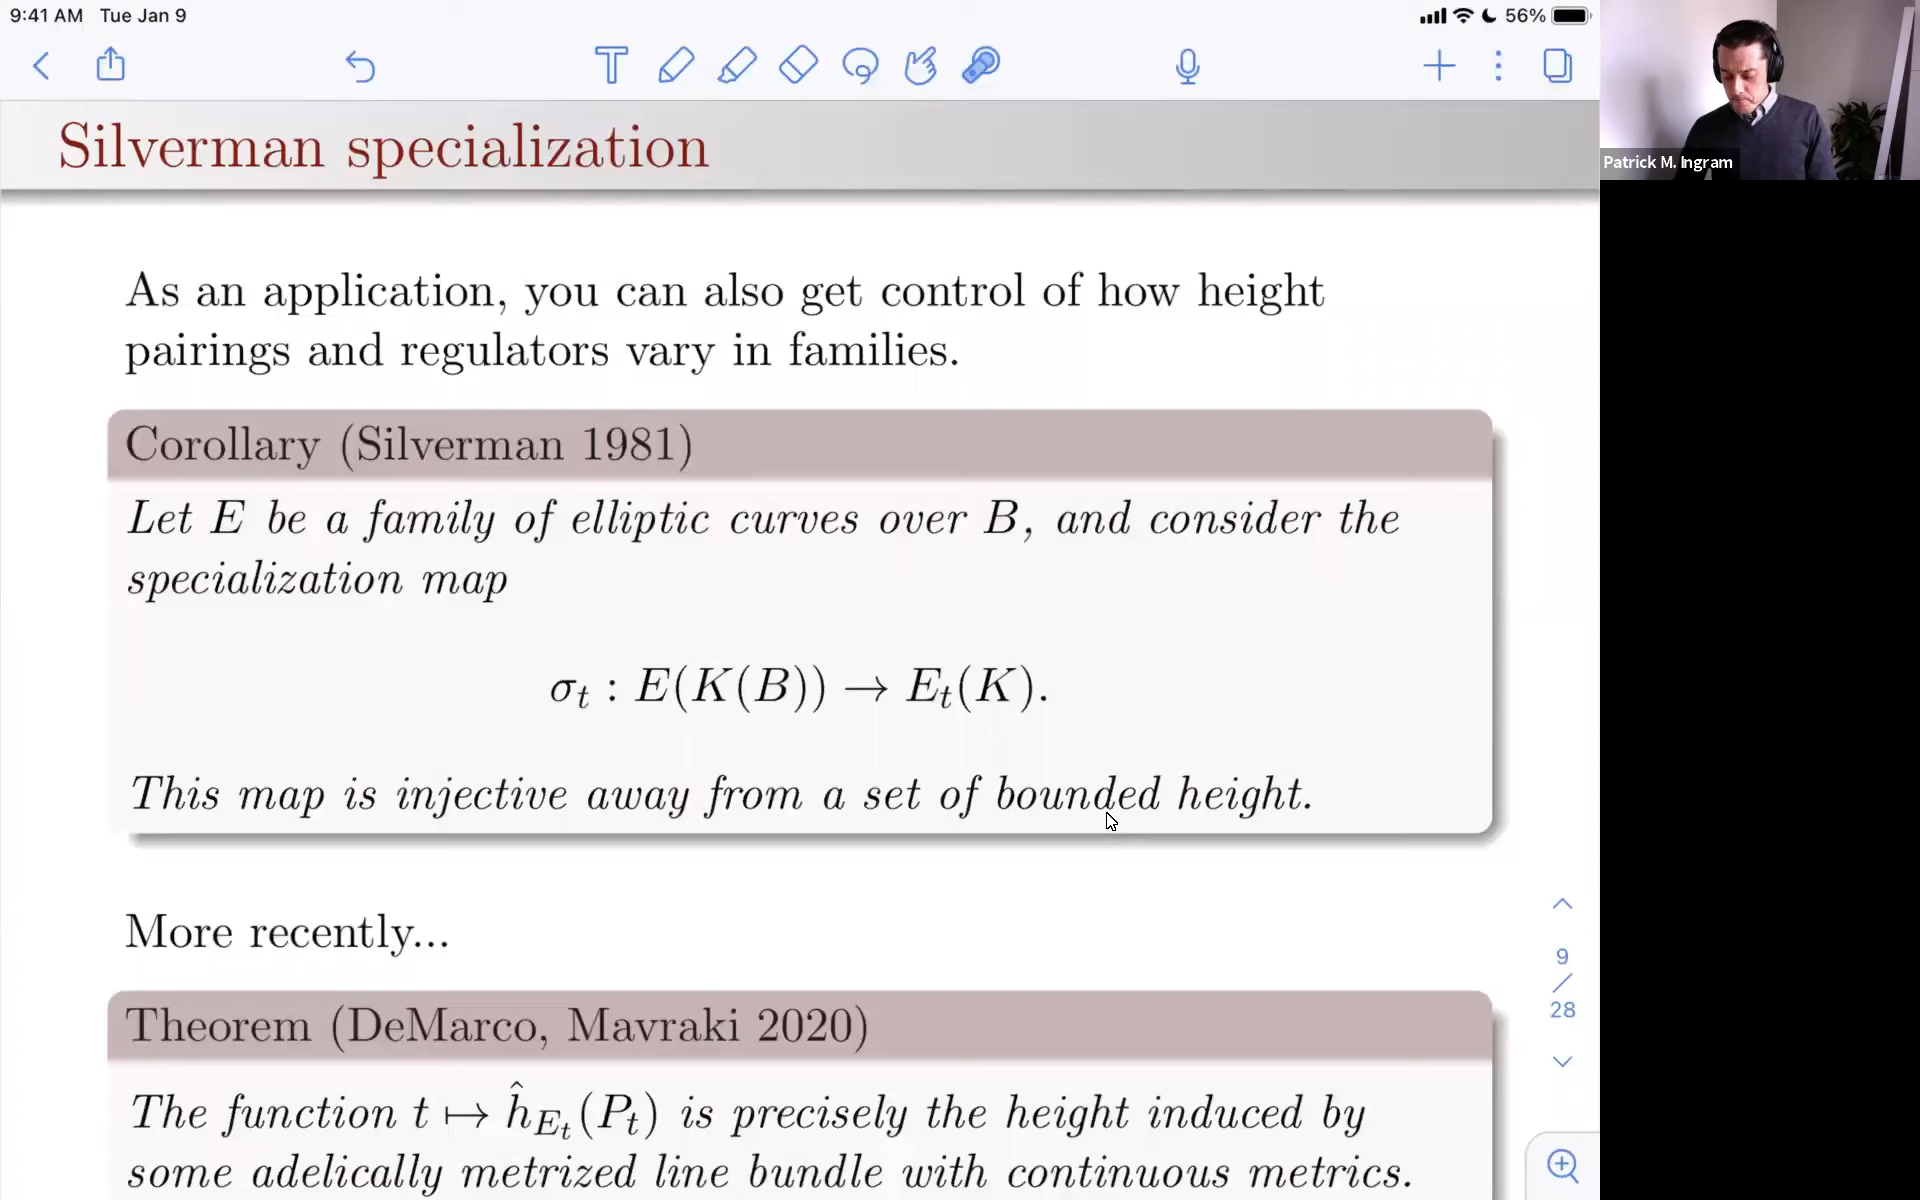 9:41 AM Tue Jan 9
56%
Silverman specialization
Patrick M. Ingram
As an application, you can also get control of how height
pairings and regulators vary in families.
Corollary (Silverman 1981)
Let E be a family of elliptic curves over B, and consider the
specialization map
σ_t : E(K(B)) → E_t(K).
This map is injective away from a set of bounded height.
More recently...
Theorem (DeMarco, Mavraki 2020)
The function t ↦ ĥ_{E_t}(P_t) is precisely the height induced by
some adelically metrized line bundle with continuous metrics.
9
/
28